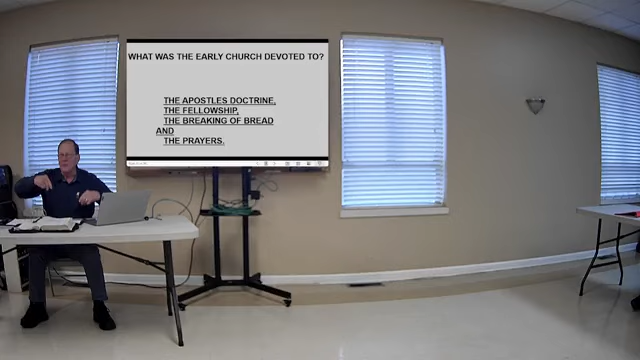 WHAT WAS THE EARLY CHURCH DEVOTED TO?
THE APOSTLES DOCTRINE,
THE FELLOWSHIP,
THE BREAKING OF BREAD
AND
THE PRAYERS.